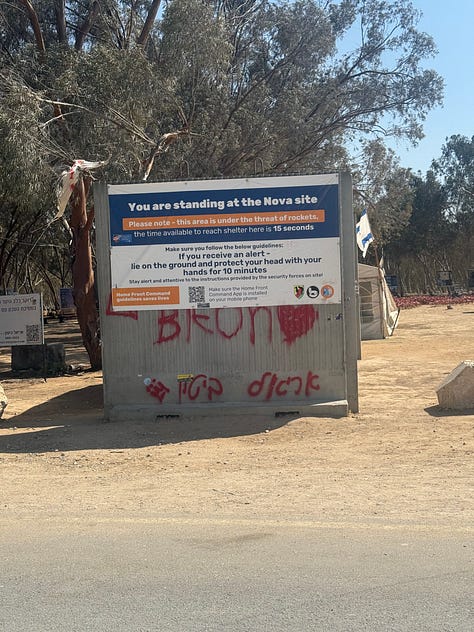 You are standing at the Nova site
Please note - this area is under the threat of rockets,
the time available to reach shelter here is 15 seconds
Make sure you follow the below guidelines:
If you receive an alert -
lie on the ground and protect your head with your
hands for 10 minutes
Stay alert and attentive to the instructions provided by the security forces on site!
Home Front Command
guidelines saves lives
Make sure the Home Front
Command App is installed
on your mobile phone
אריאל ביטון